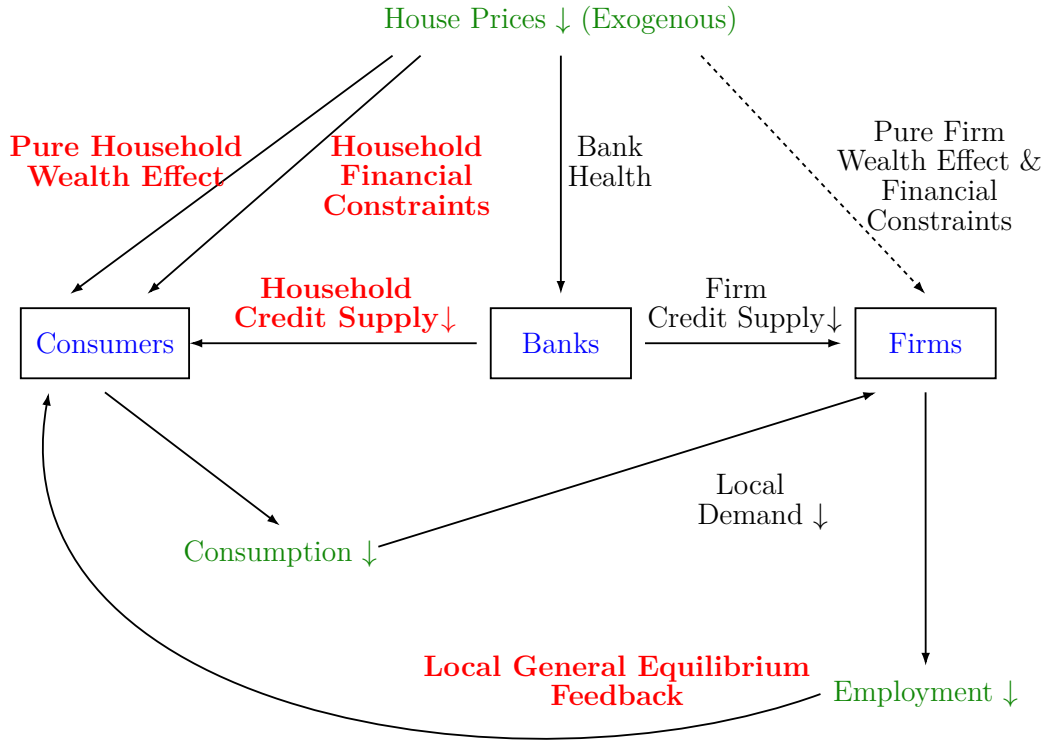 House Prices ↓ (Exogenous)
Pure Household
Wealth Effect
Household
Financial
Constraints
Bank
Health
Pure Firm
Wealth Effect &
Financial
Constraints
Household
Credit Supply↓
Firm
Credit Supply↓
Consumers
Banks
Firms
Local
Demand ↓
Consumption ↓
Local General Equilibrium
Feedback
Employment ↓